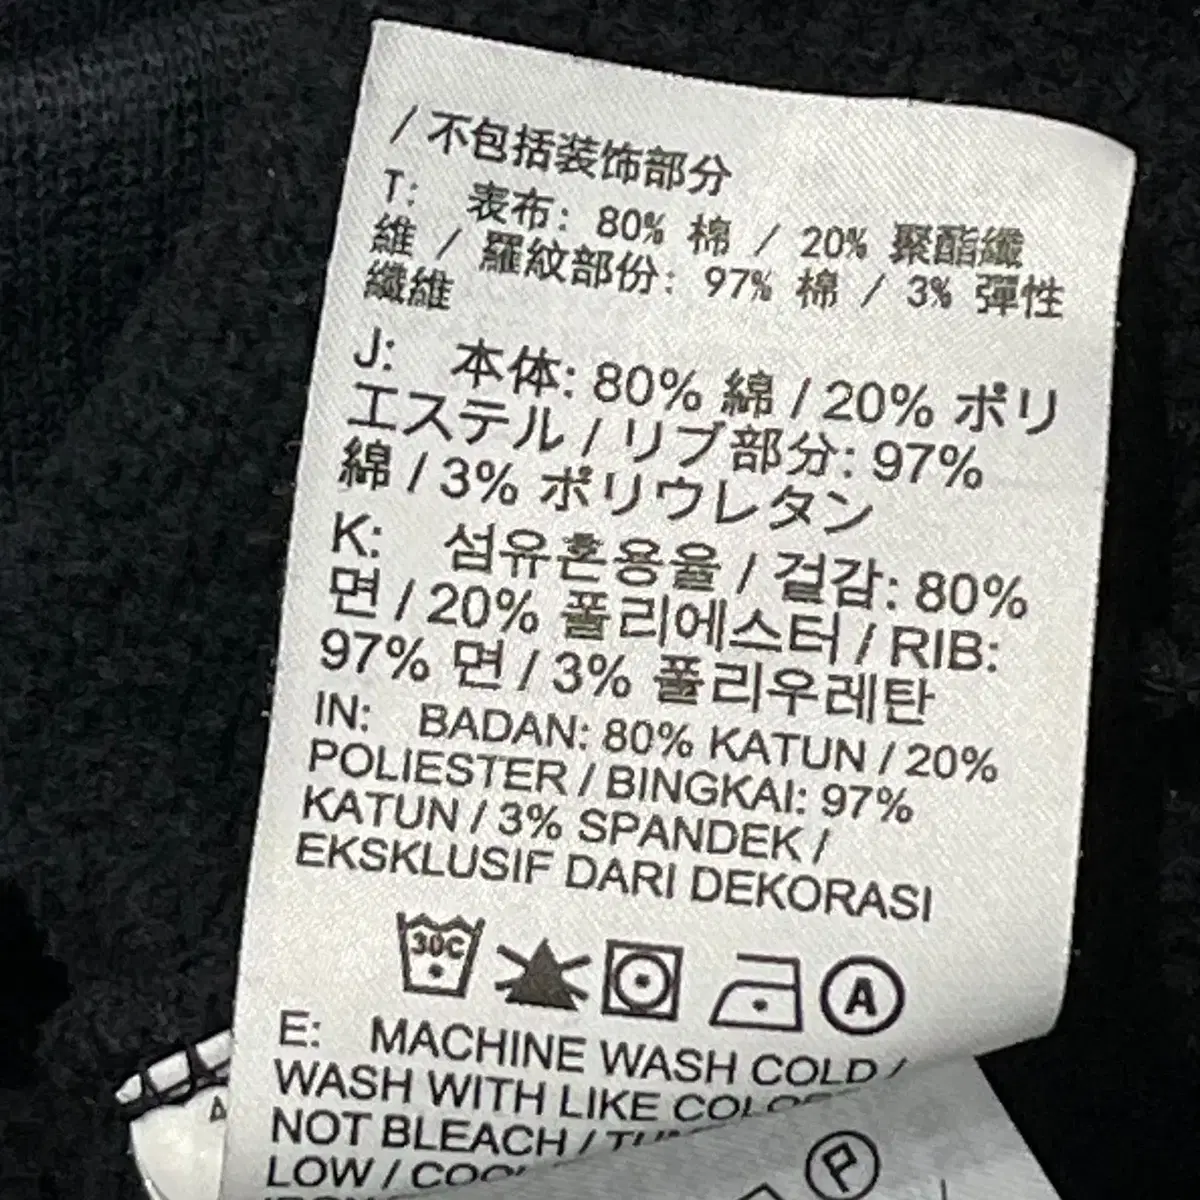 / 不包括装饰部分
T: 表布: 80% 棉 / 20% 聚酯纖
維 / 羅紋部份: 97% 棉 / 3% 彈性
纖維
J: 本体: 80% 綿 / 20% ポリ
エステル / リブ部分: 97%
綿 / 3% ポリウレタン
K: 섬유혼용율 / 걸감: 80%
면 / 20% 폴리에스터 / RIB:
97% 면 / 3% 폴리우레탄
IN: BADAN: 80% KATUN / 20%
POLIESTER / BINGKAI: 97%
KATUN / 3% SPANDEK /
EKSKLUSIF DARI DEKORASI
30C
A
E: MACHINE WASH COLD /
WASH WITH LIKE
NOT BLEACH /
LOW /
P